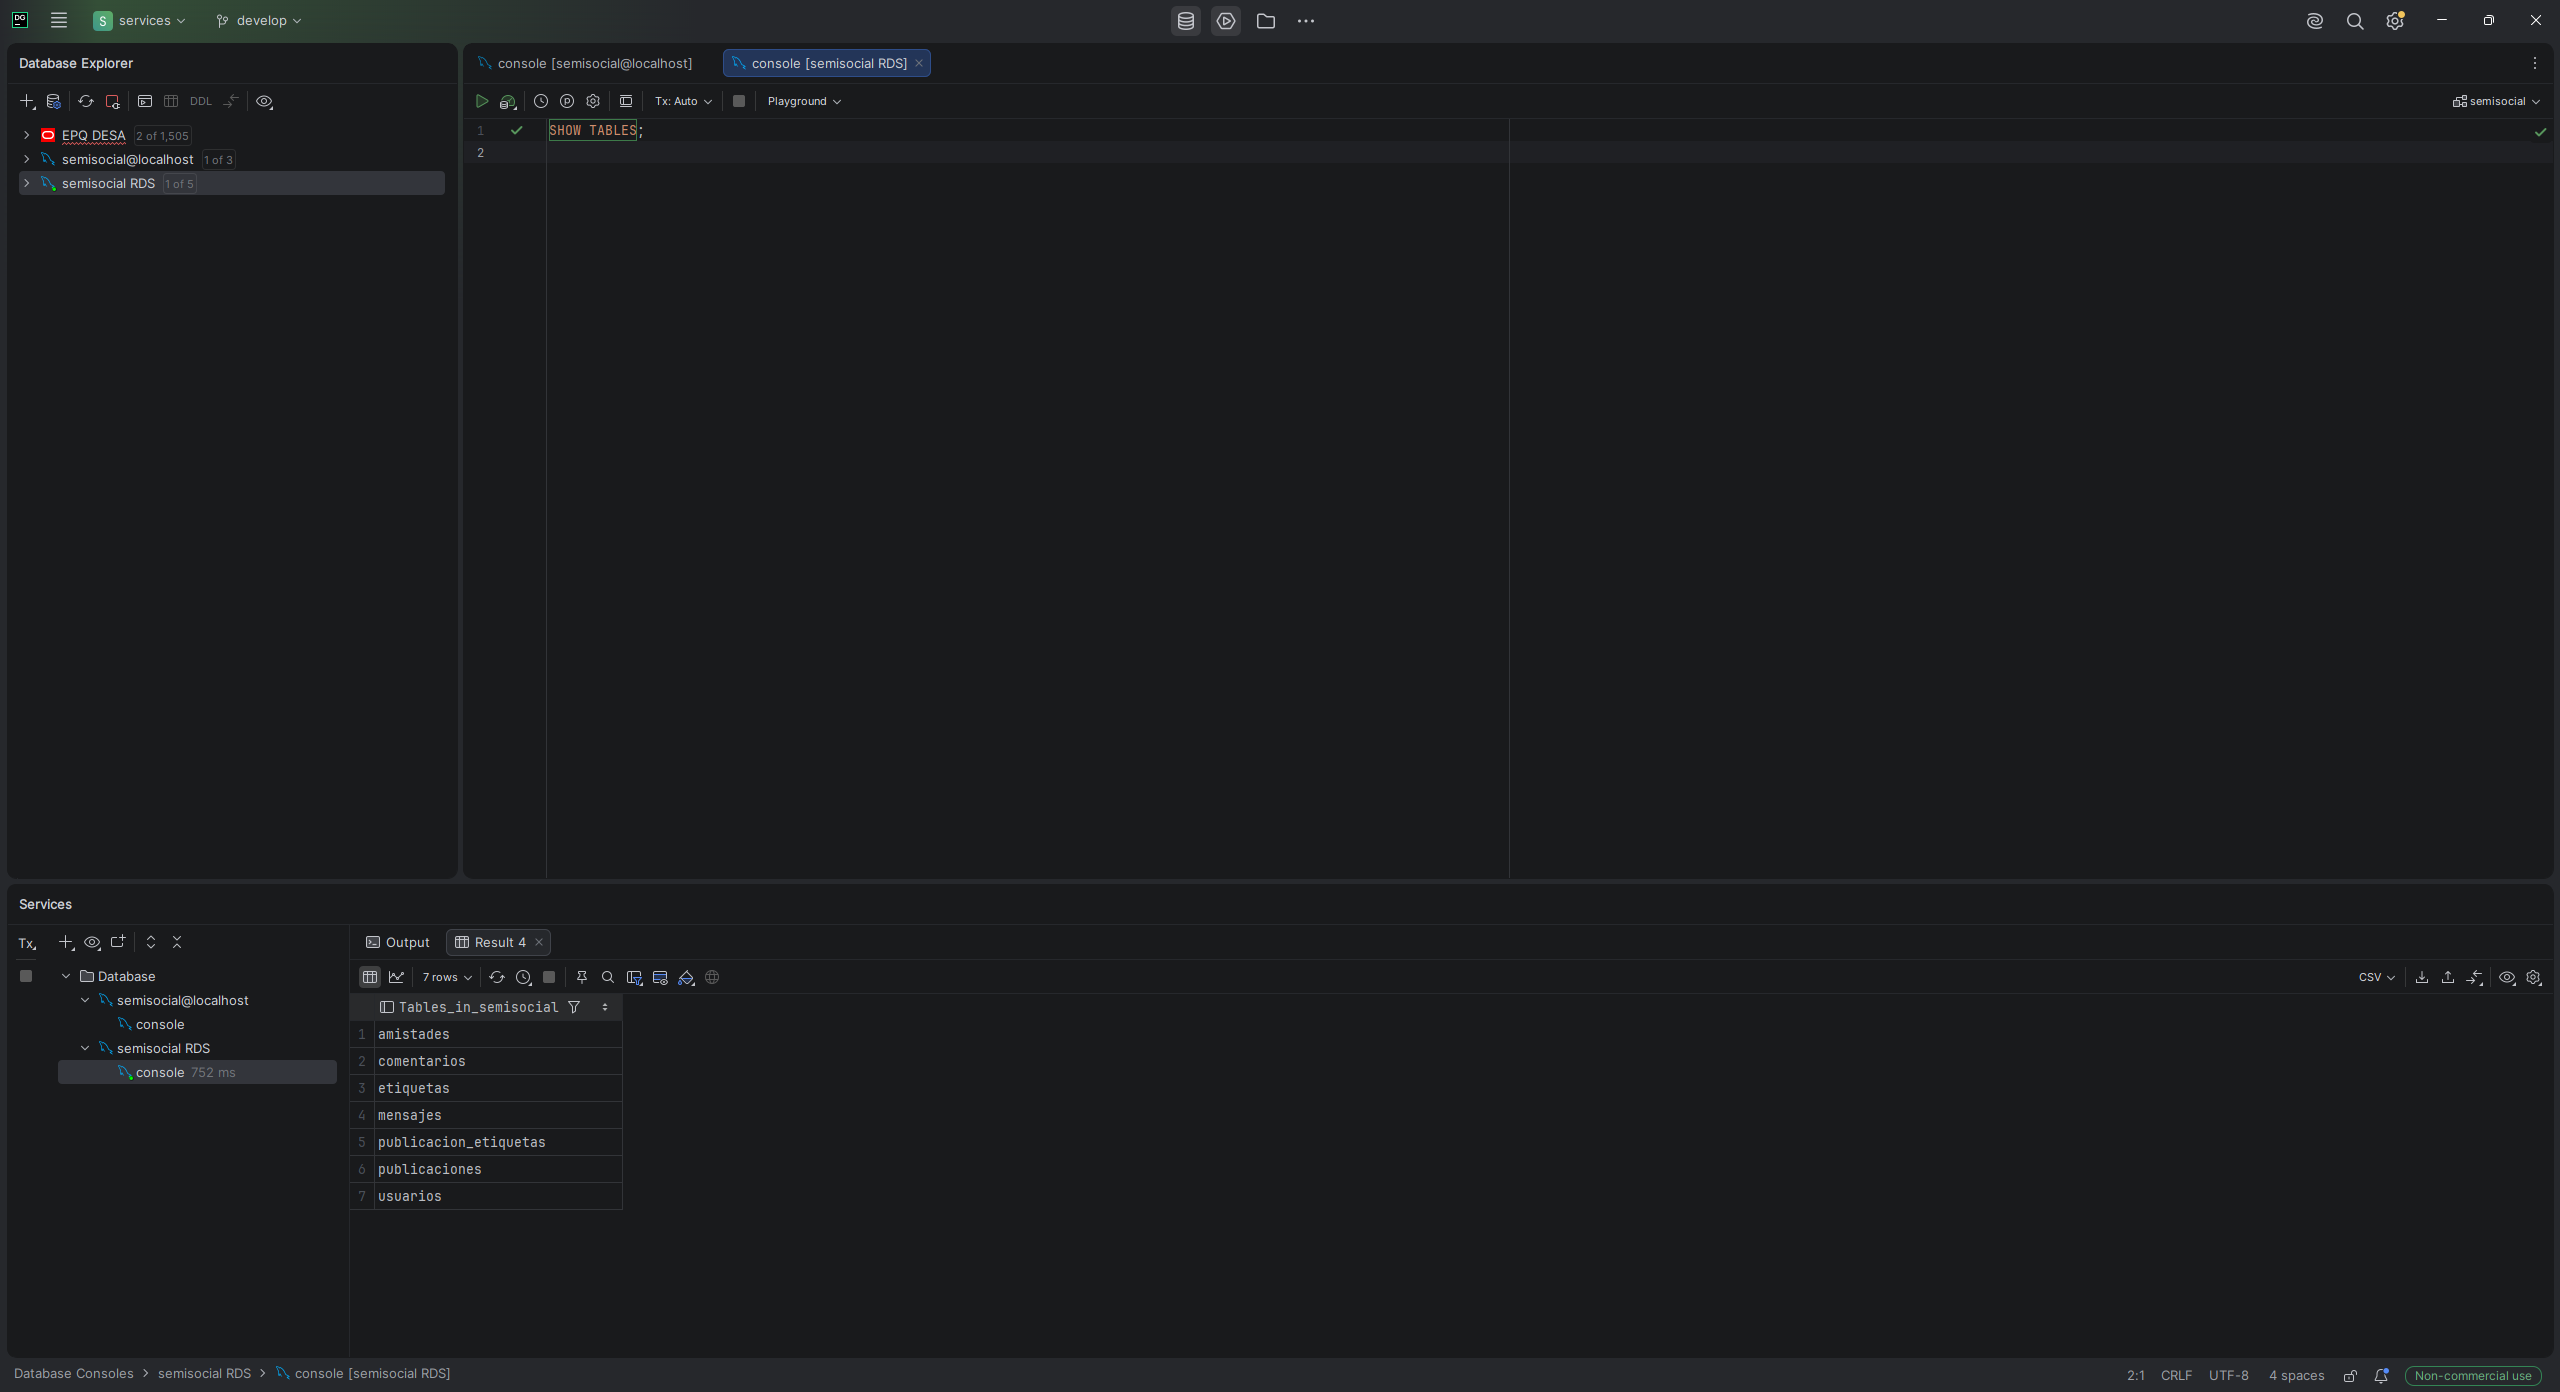 DG
S services
develop
Database Explorer
DDL
EPQ DESA 2 of 1,505
semisocial@localhost 1 of 3
semisocial RDS 1 of 5
console [semisocial@localhost]
console [semisocial RDS]
Tx: Auto
Playground
semisocial
1 SHOW TABLES;
2
Services
Tx
Database
semisocial@localhost
console
semisocial RDS
console 752 ms
Output
Result 4
7 rows
CSV
Tables_in_semisocial
1 amistades
2 comentarios
3 etiquetas
4 mensajes
5 publicacion_etiquetas
6 publicaciones
7 usuarios
Database Consoles > semisocial RDS > console [semisocial RDS]
2:1 CRLF UTF-8 4 spaces Non-commercial use